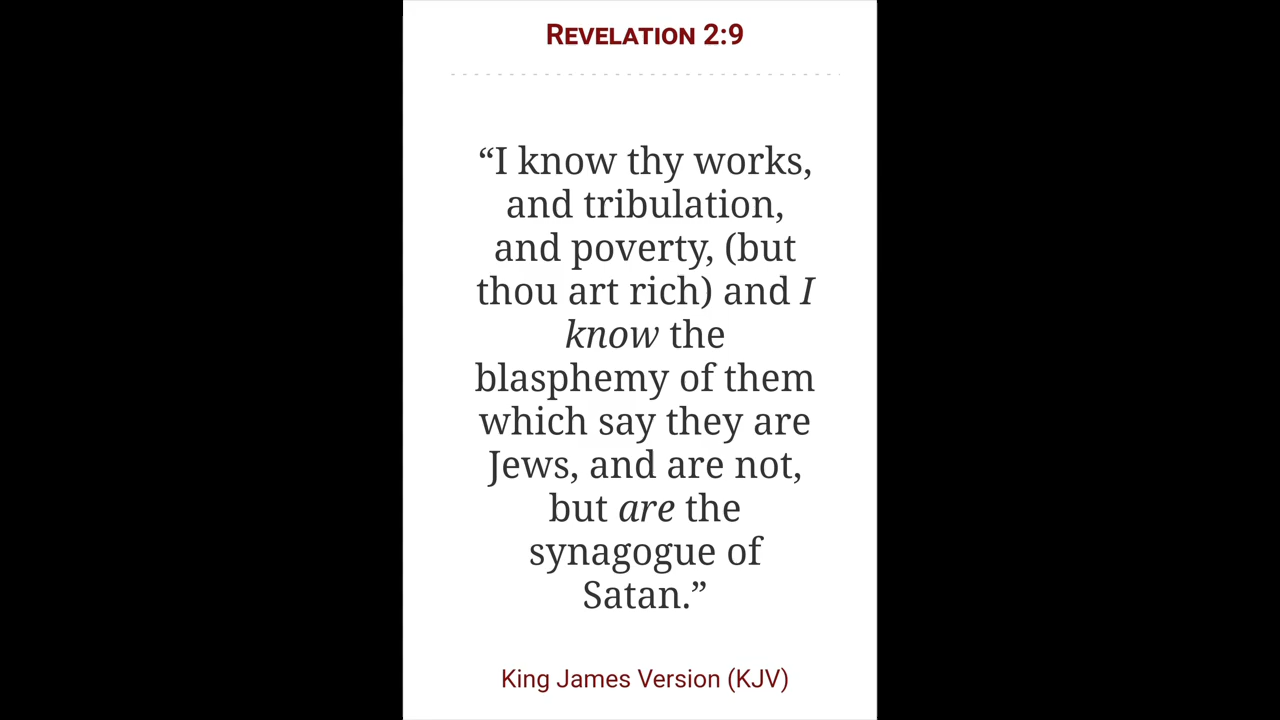 REVELATION 2:9
“I know thy works,
and tribulation,
and poverty, (but
thou art rich) and I
know the
blasphemy of them
which say they are
Jews, and are not,
but are the
synagogue of
Satan.”
King James Version (KJV)